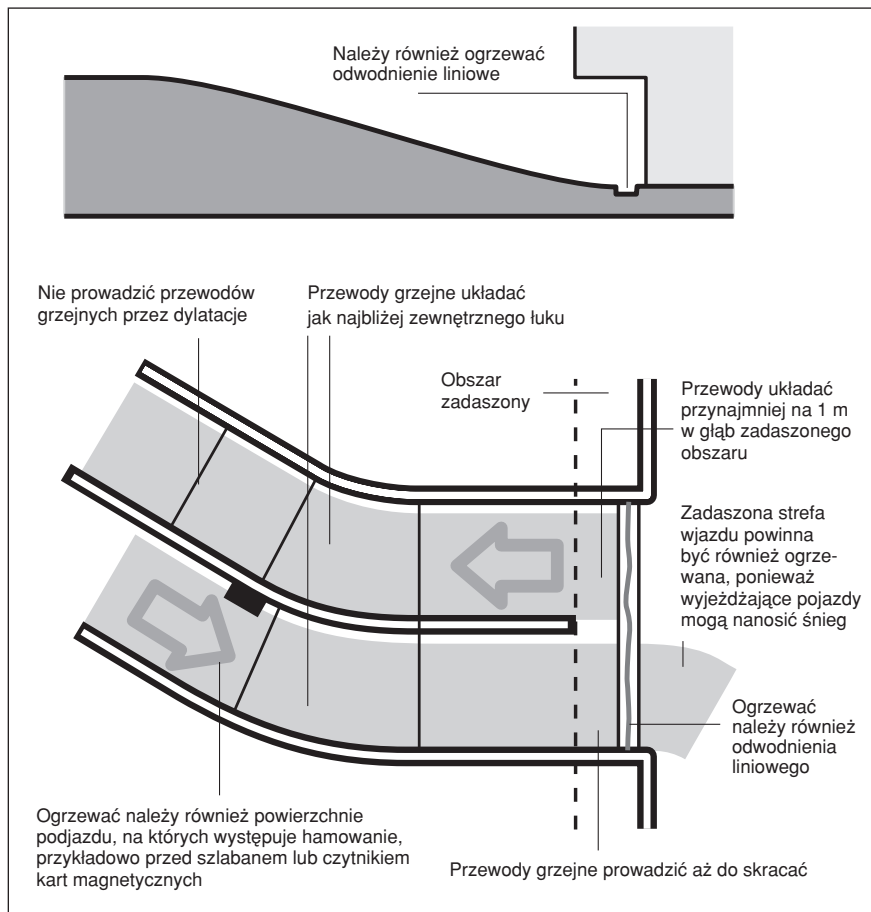 Należy również ogrzewać
odwodnienie liniowe
Nie prowadzić przewodów
grzejnych przez dylatacje
Przewody grzejne układać
jak najbliżej zewnętrznego łuku
Obszar
zadaszony
Przewody układać
przynajmniej na 1 m
w głąb zadaszonego
obszaru
Zadaszona strefa
wjazdu powinna
być również ogrze-
wana, ponieważ
wyjeżdżające pojazdy
mogą nanosić śnieg
Ogrzewać
należy również
odwodnienia
liniowego
Ogrzewać należy również powierzchnie
podjazdu, na których występuje hamowanie,
przykładowo przed szlabanem lub czytnikiem
kart magnetycznych
Przewody grzejne prowadzić aż do skracać